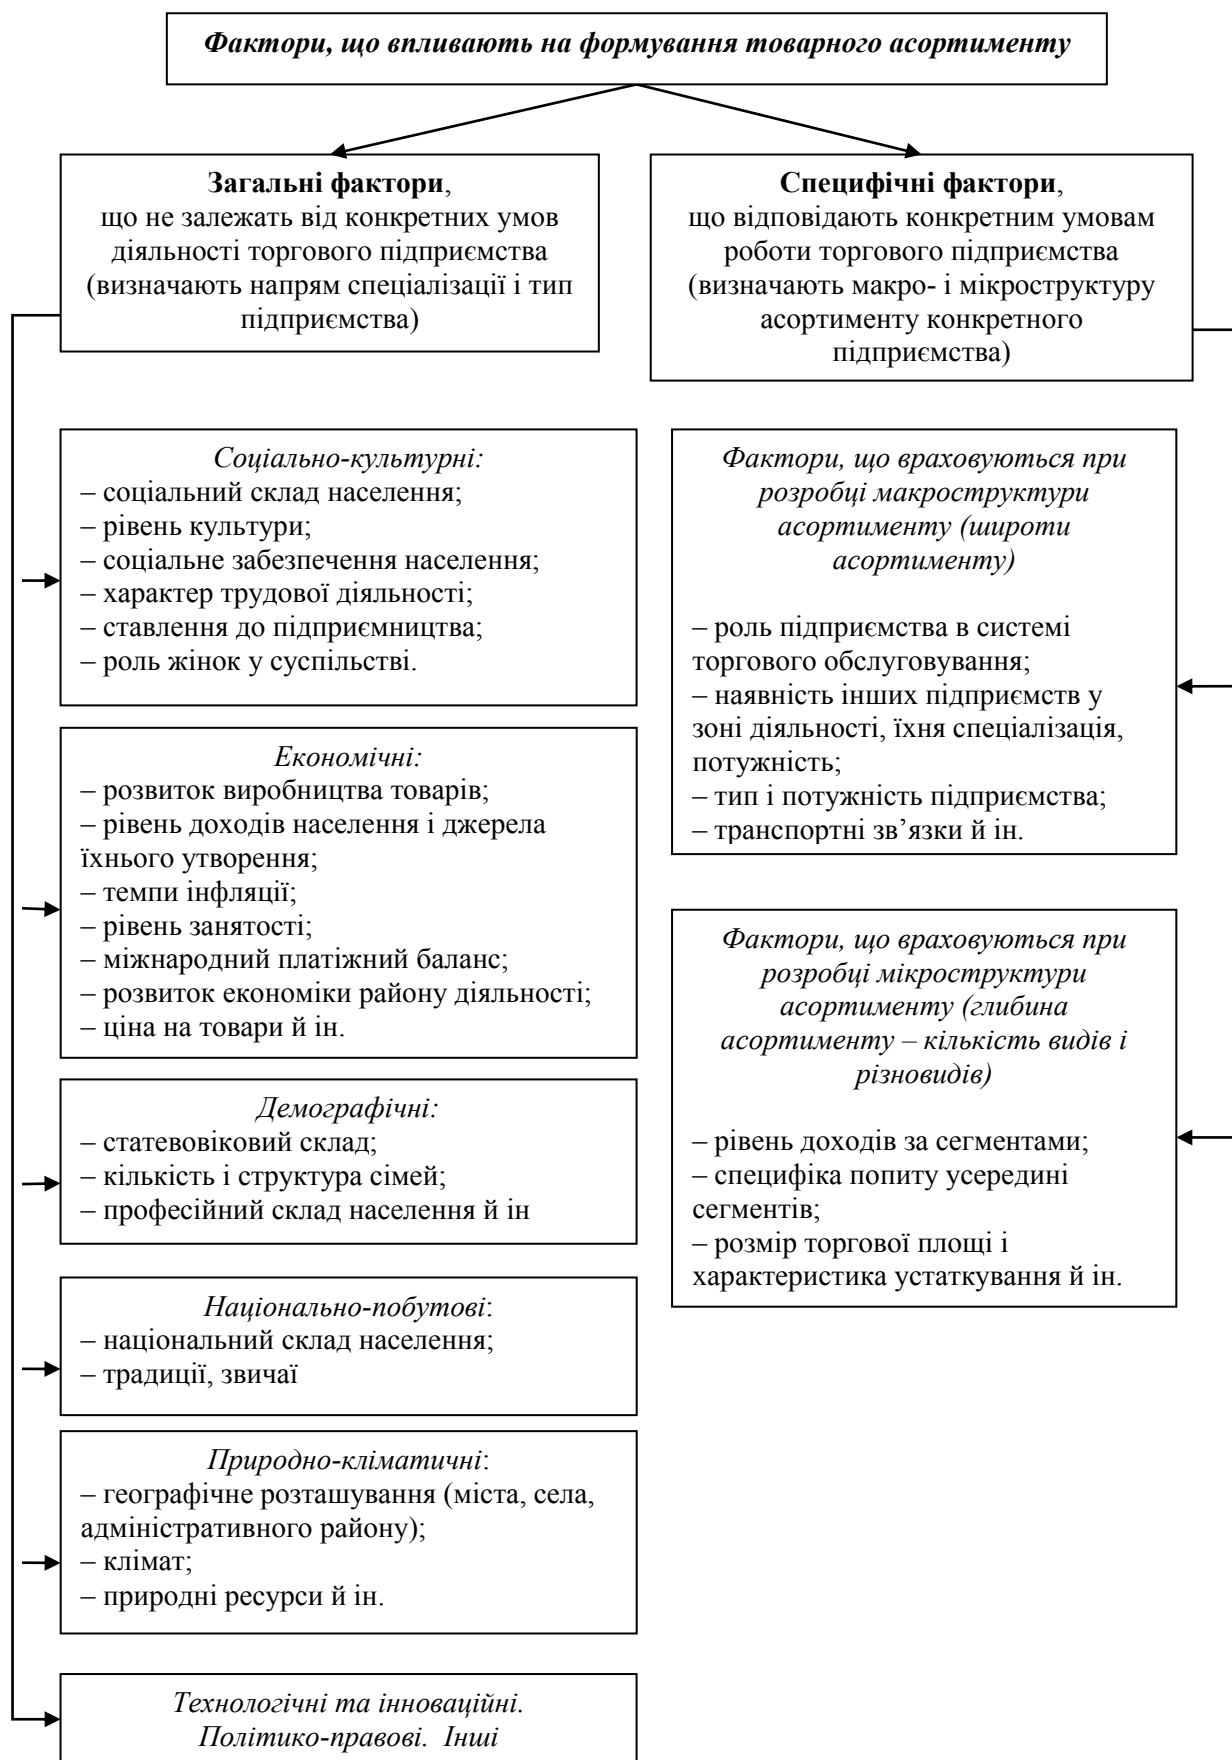 Фактори, що впливають на формування товарного асортименту
Загальні фактори,
що не залежать від конкретних умов
діяльності торгового підприємства
(визначають напрям спеціалізації і тип
підприємства)
Специфічні фактори,
що відповідають конкретним умовам
роботи торгового підприємства
(визначають макро- і мікроструктуру
асортименту конкретного
підприємства)
Соціально-культурні:
– соціальний склад населення;
– рівень культури;
– соціальне забезпечення населення;
– характер трудової діяльності;
– ставлення до підприємництва;
– роль жінок у суспільстві.
Економічні:
– розвиток виробництва товарів;
– рівень доходів населення і джерела
їхнього утворення;
– темпи інфляції;
– рівень занятості;
– міжнародний платіжний баланс;
– розвиток економіки району діяльності;
– ціна на товари й ін.
Демографічні:
– статевовіковий склад;
– кількість і структура сімей;
– професійний склад населення й ін
Національно-побутові:
– національний склад населення;
– традиції, звичаї
Природно-кліматичні:
– географічне розташування (міста, села,
адміністративного району);
– клімат;
– природні ресурси й ін.
Технологічні та інноваційні.
Політико-правові. Інші
Фактори, що враховуються при
розробці макроструктури
асортименту (широти
асортименту)
– роль підприємства в системі
торгового обслуговування;
– наявність інших підприємств у
зоні діяльності, їхня спеціалізація,
потужність;
– тип і потужність підприємства;
– транспортні зв’язки й ін.
Фактори, що враховуються при
розробці мікроструктури
асортименту (глибина
асортименту – кількість видів і
різновидів)
– рівень доходів за сегментами;
– специфіка попиту усередині
сегментів;
– розмір торгової площі і
характеристика устаткування й ін.